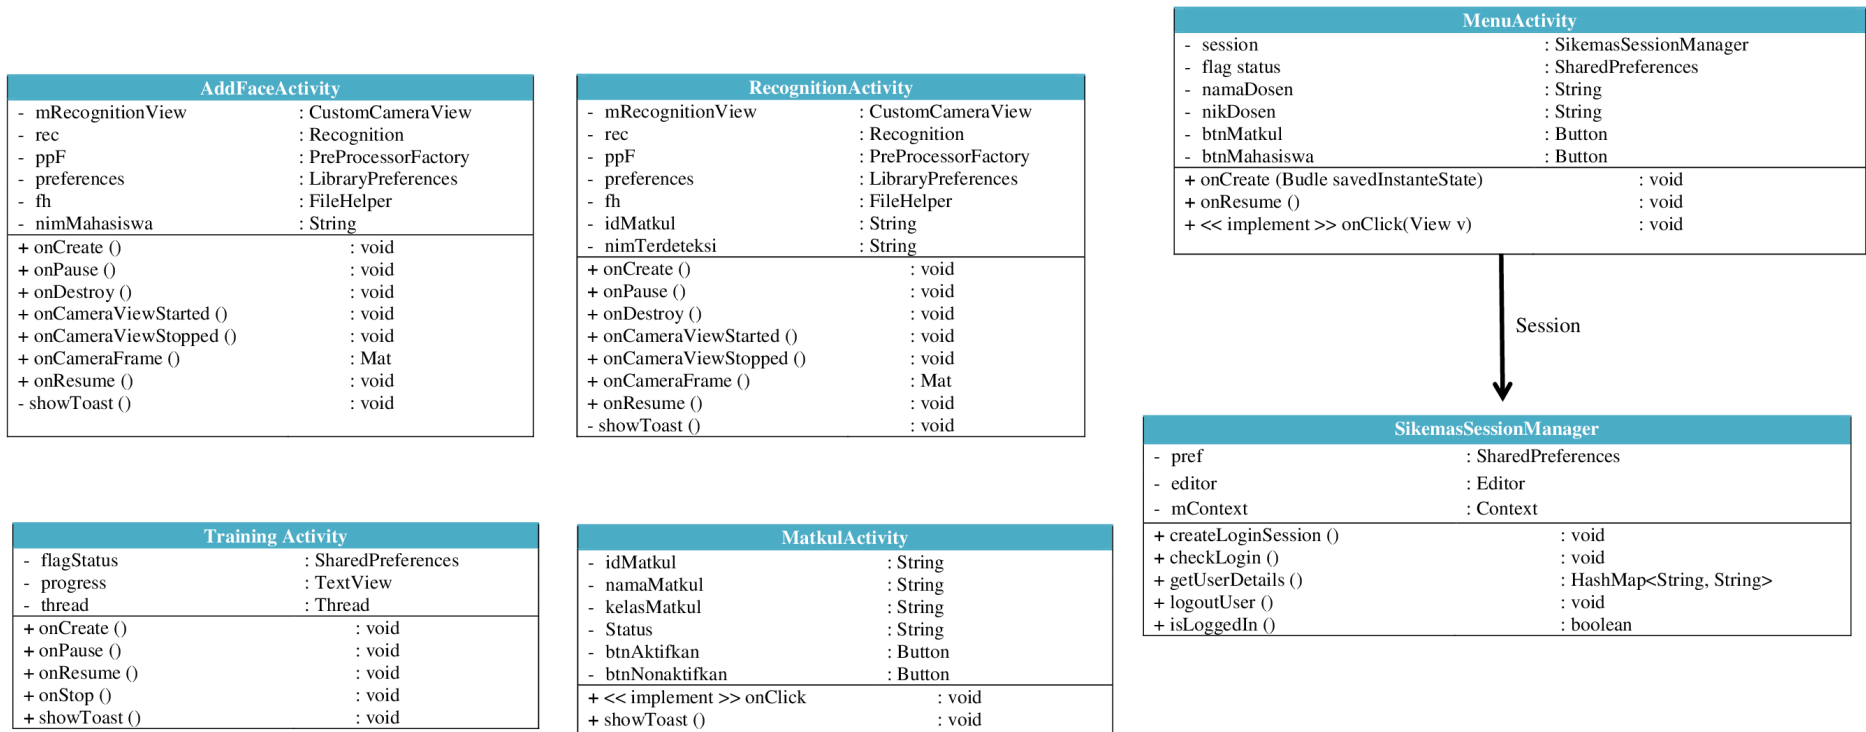 AddFaceActivity
- mRecognitionView : CustomCameraView
- rec : Recognition
- ppF : PreProcessorFactory
- preferences : LibraryPreferences
- fh : FileHelper
- nimMahasiswa : String
+ onCreate () : void
+ onPause () : void
+ onDestroy () : void
+ onCameraViewStarted () : void
+ onCameraViewStopped () : void
+ onCameraFrame () : Mat
+ onResume () : void
- showToast () : void
RecognitionActivity
- mRecognitionView : CustomCameraView
- rec : Recognition
- ppF : PreProcessorFactory
- preferences : LibraryPreferences
- fh : FileHelper
- idMatkul : String
- nimTerdeteksi : String
+ onCreate () : void
+ onPause () : void
+ onDestroy () : void
+ onCameraViewStarted () : void
+ onCameraViewStopped () : void
+ onCameraFrame () : Mat
+ onResume () : void
- showToast () : void
MenuActivity
- session : SikemasSessionManager
- flag status : SharedPreferences
- namaDosen : String
- nikDosen : String
- btnMatkul : Button
- btnMahasiswa : Button
+ onCreate (Budle savedInstanteState) : void
+ onResume () : void
+ << implement >> onClick(View v) : void
Session
SikemasSessionManager
- pref : SharedPreferences
- editor : Editor
- mContext : Context
+ createLoginSession () : void
+ checkLogin () : void
+ getUserDetails () : HashMap<String, String>
+ logoutUser () : void
+ isLoggedIn () : boolean
Training Activity
- flagStatus : SharedPreferences
- progress : TextView
- thread : Thread
+ onCreate () : void
+ onPause () : void
+ onResume () : void
+ onStop () : void
+ showToast () : void
MatkulActivity
- idMatkul : String
- namaMatkul : String
- kelasMatkul : String
- Status : String
- btnAktifkan : Button
- btnNonaktifkan : Button
+ << implement >> onClick : void
+ showToast () : void